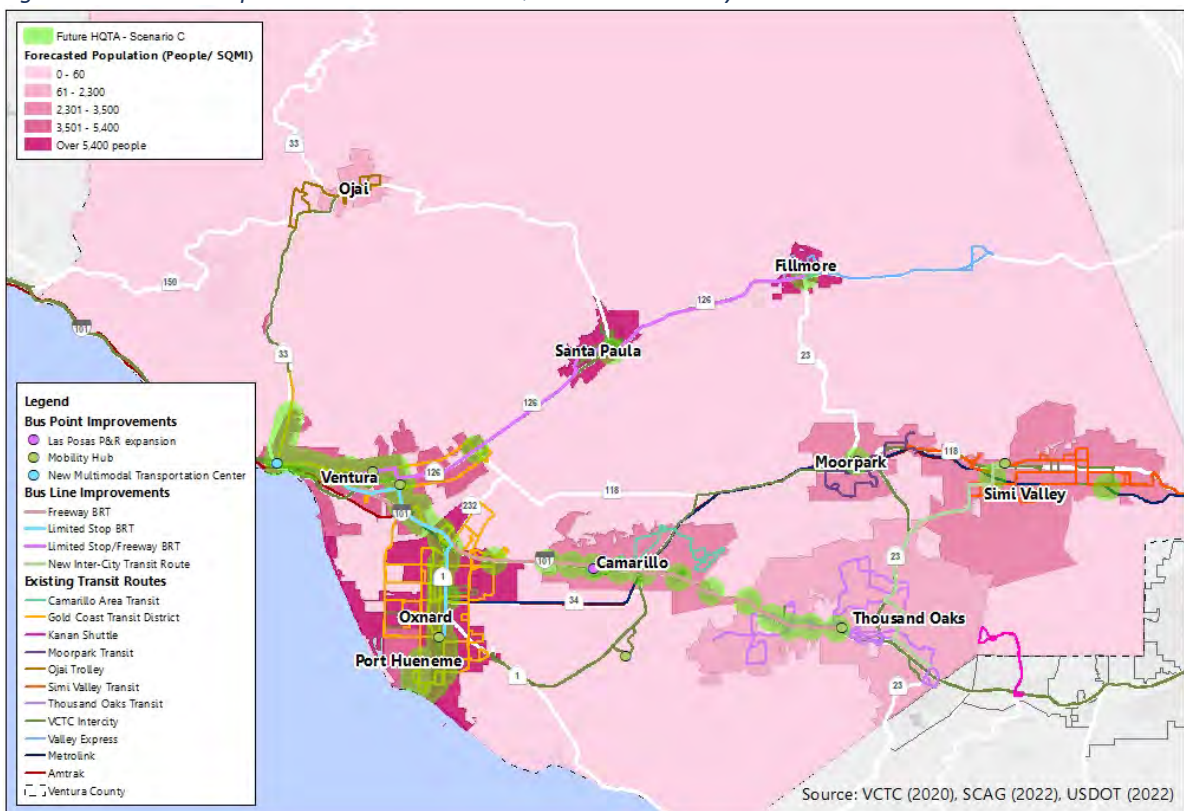 Future HQTA - Scenario C
Forecasted Population (People/ SQMI)
0 - 60
61 - 2,300
2,301 - 3,500
3,501 - 5,400
Over 5,400 people
33
Ojai
150
101
33
Fillmore
126
Santa Paula
126
23
126
Legend
Bus Point Improvements
Las Posas P&R expansion
Mobility Hub
New Multimodal Transportation Center
Bus Line Improvements
Freeway BRT
Limited Stop BRT
Limited Stop/Freeway BRT
New Inter-City Transit Route
Existing Transit Routes
Camarillo Area Transit
Gold Coast Transit District
Kanan Shuttle
Moorpark Transit
Ojai Trolley
Simi Valley Transit
Thousand Oaks Transit
VCTC Intercity
Valley Express
Metrolink
Amtrak
Ventura County
Ventura
126
101
232
118
Moorpark
118
Simi Valley
101
Camarillo
23
1
34
Oxnard
Thousand Oaks
Port Hueneme
1
23
Source: VCTC (2020), SCAG (2022), USDOT (2022)